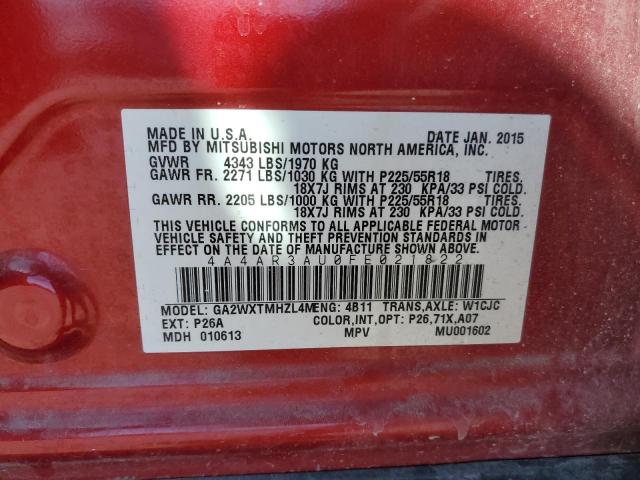 MADE IN U.S.A. DATE JAN. 2015
MFD BY MITSUBISHI MOTORS NORTH AMERICA, INC.
GVWR 4343 LBS/1970 KG
GAWR FR. 2271 LBS/1030 KG WITH P225/55R18 TIRES.
18X7J RIMS AT 230 KPA/33 PSI COLD.
GAWR RR. 2205 LBS/1000 KG WITH P225/55R18 TIRES.
18X7J RIMS AT 230 KPA/33 PSI COLD.
THIS VEHICLE CONFORMS TO ALL APPLICABLE FEDERAL MOTOR
VEHICLE SAFETY AND THEFT PREVENTION STANDARDS IN
EFFECT ON THE DATE OF MANUFACTURE SHOWN ABOVE.
4A4AR3AU0FE021822
MODEL: GA2WXTMHZL4M ENG: 4B11 TRANS,AXLE: W1CJC
EXT: P26A COLOR,INT,OPT: P26,71X,A07
MDH 010613 MPV MU001602